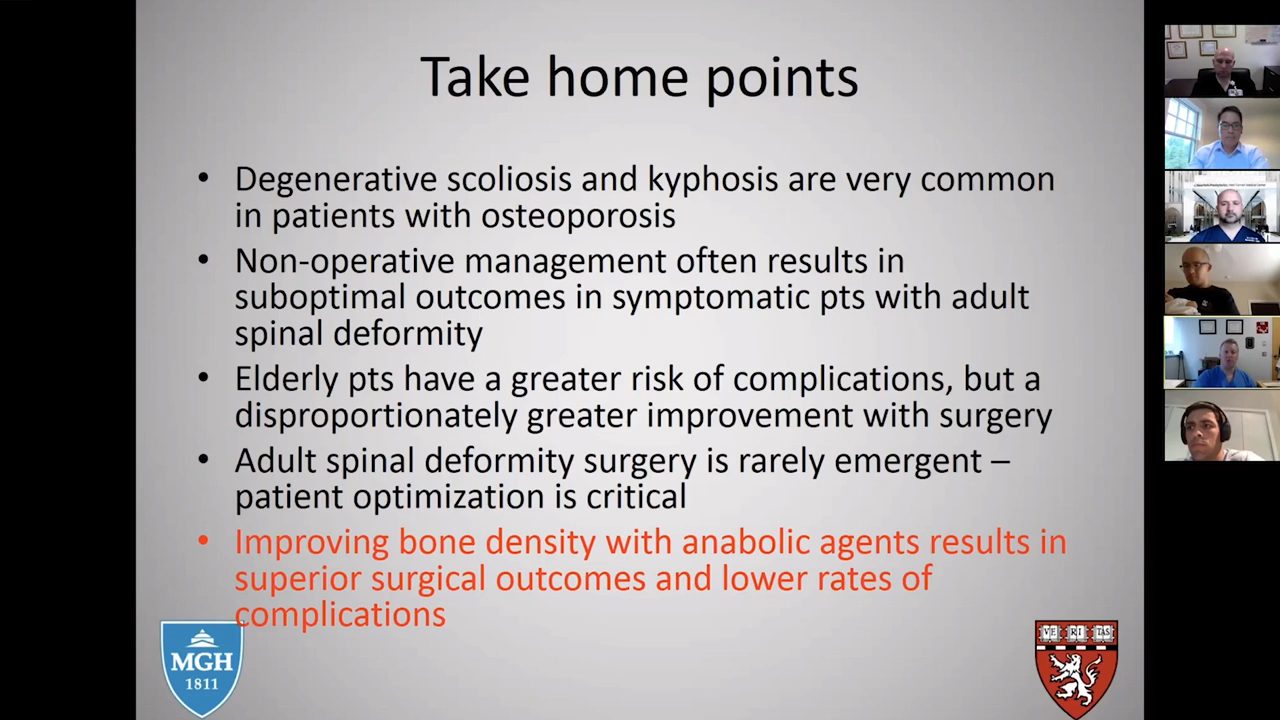 Take home points
• Degenerative scoliosis and kyphosis are very common
in patients with osteoporosis
• Non-operative management often results in
suboptimal outcomes in symptomatic pts with adult
spinal deformity
• Elderly pts have a greater risk of complications, but a
disproportionately greater improvement with surgery
• Adult spinal deformity surgery is rarely emergent –
patient optimization is critical
• Improving bone density with anabolic agents results in
superior surgical outcomes and lower rates of
complications
MGH
1811
VE RI TAS